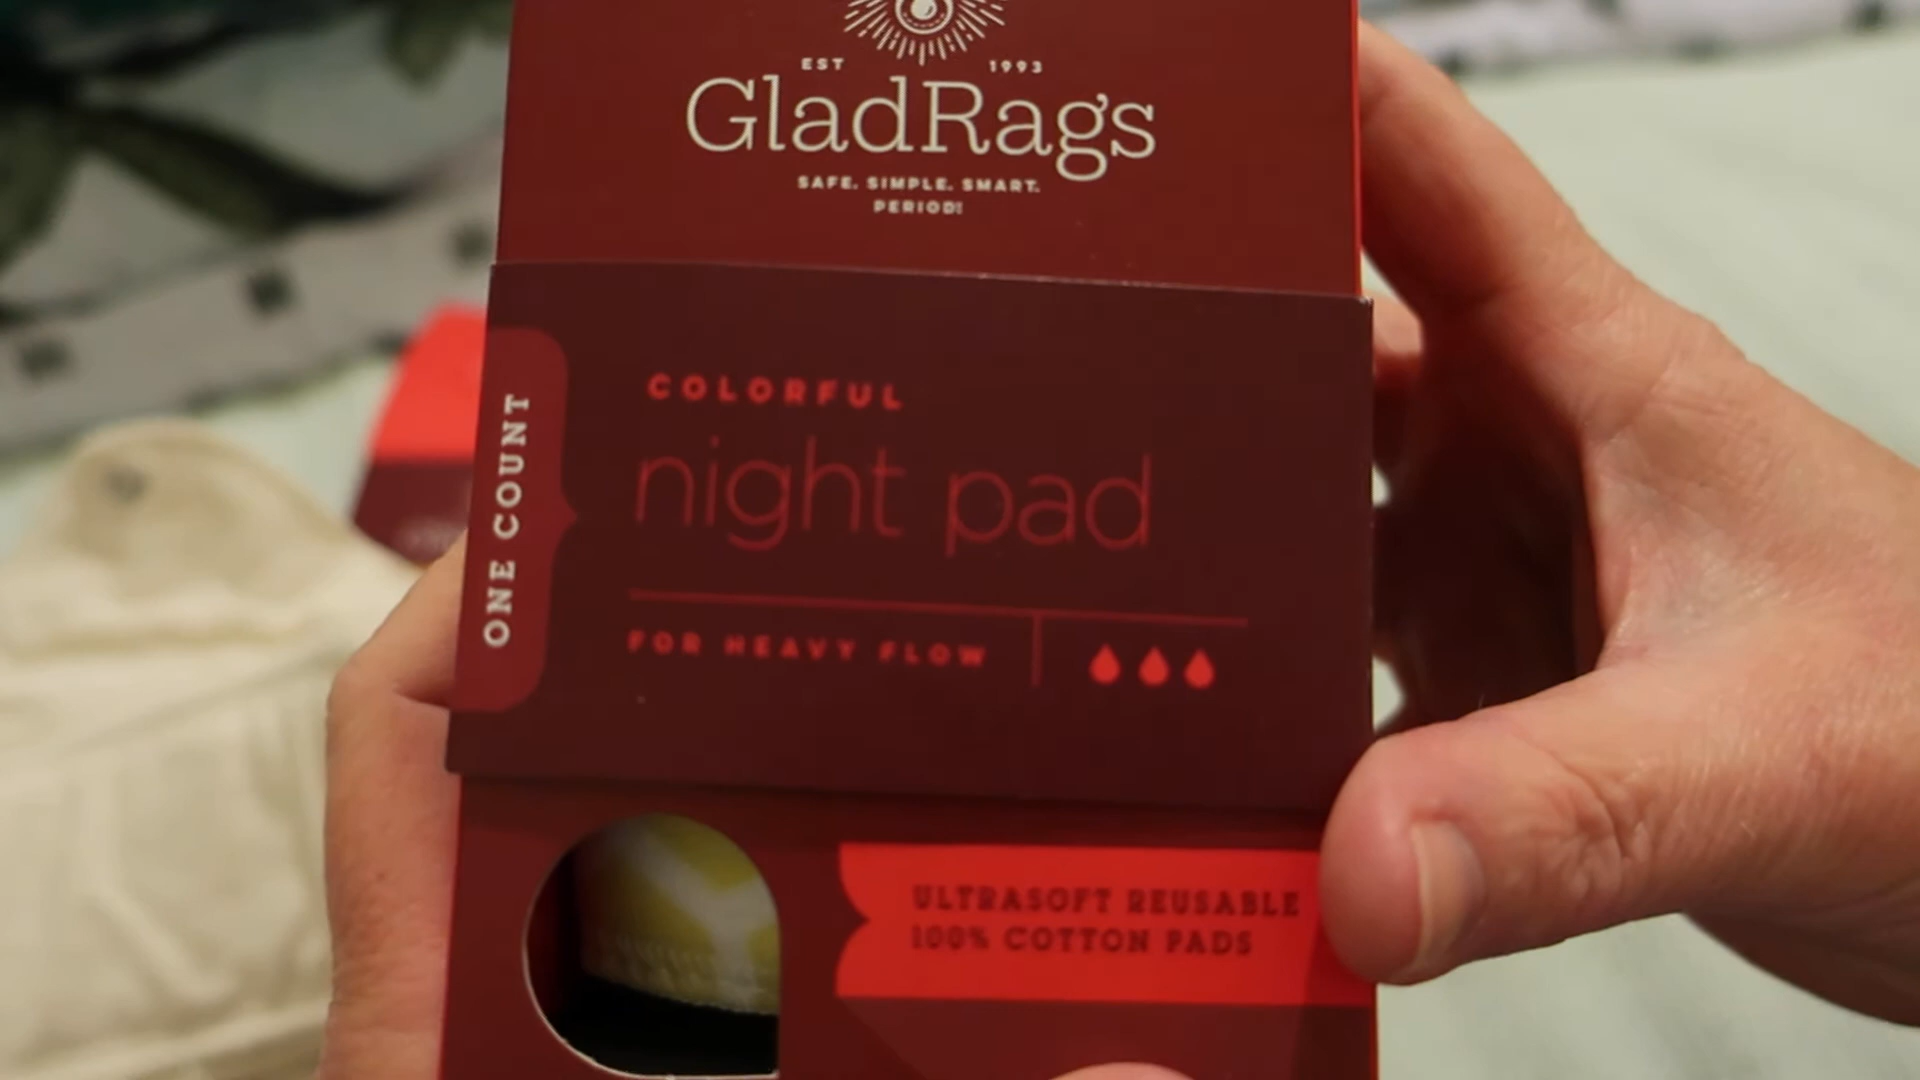 EST 1993
GladRags
SAFE. SIMPLE. SMART.
PERIOD!
ONE COUNT
COLORFUL
night pad
FOR HEAVY FLOW
ULTRASOFT REUSABLE
100% COTTON PADS